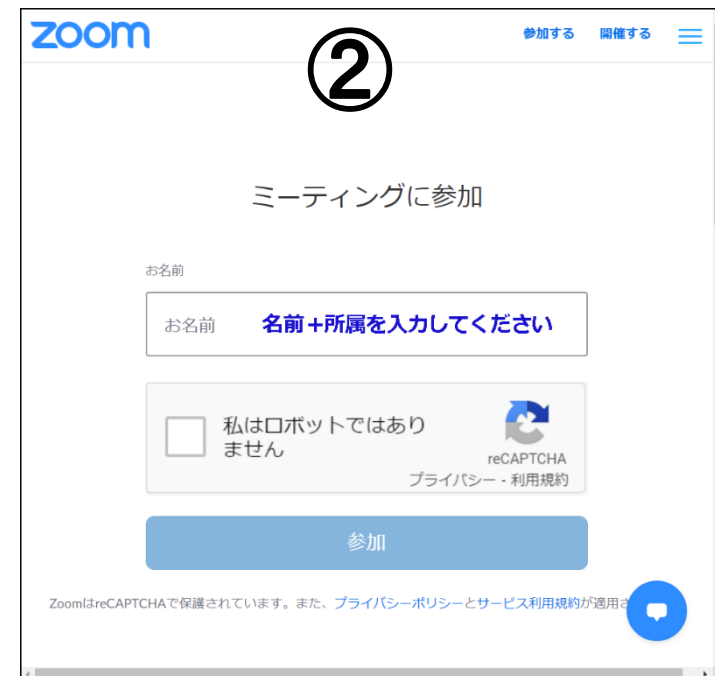 zoom
参加する 開催する
②
ミーティングに参加
お名前
お名前 名前+所属を入力してください
私はロボットではあり
ません
reCAPTCHA
プライバシー - 利用規約
参加
ZoomはreCAPTCHAで保護されています。また、プライバシーポリシーとサービス利用規約が適用さ